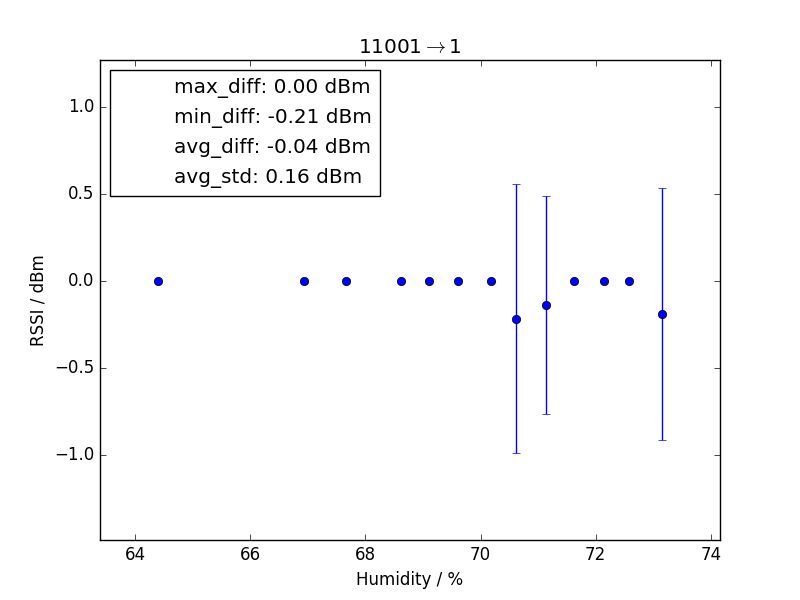 11001→1
max_diff: 0.00 dBm
min_diff: -0.21 dBm
avg_diff: -0.04 dBm
avg_std: 0.16 dBm
1.0
0.5
0.0
−0.5
−1.0
RSSI / dBm
64 66 68 70 72 74
Humidity / %